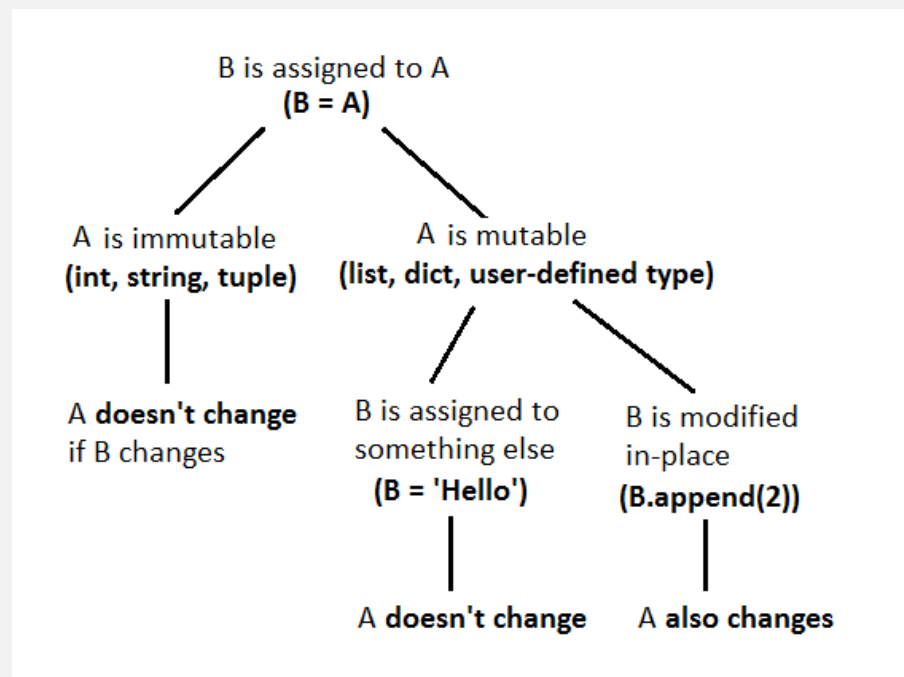 B is assigned to A
(B = A)
A is immutable
(int, string, tuple)
A is mutable
(list, dict, user-defined type)
A doesn't change
if B changes
B is assigned to
something else
(B = 'Hello')
B is modified
in-place
(B.append(2))
A doesn't change
A also changes